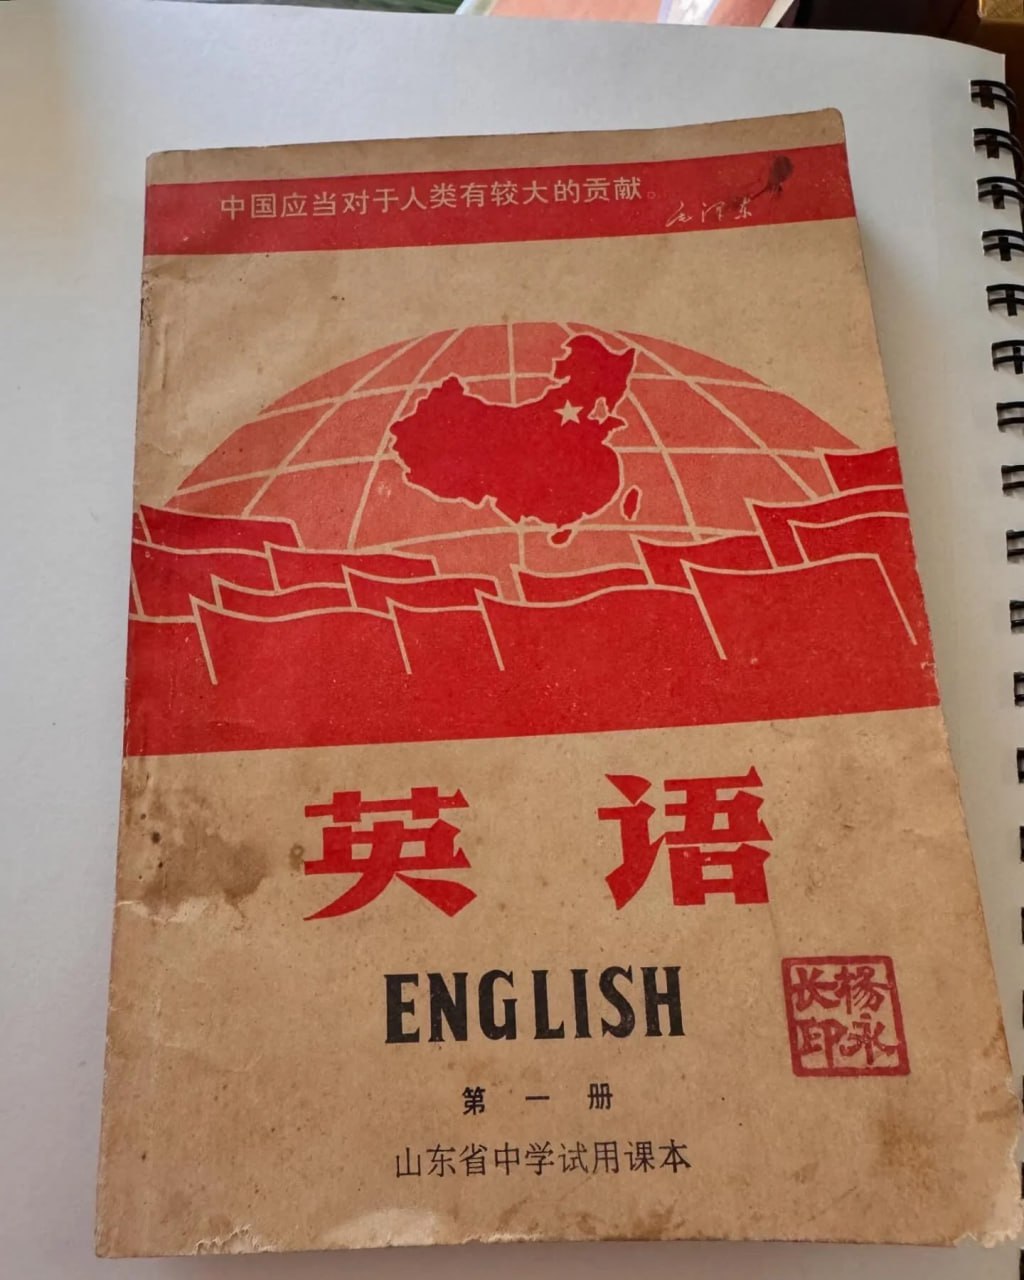 中国应当对于人类有较大的贡献。
毛泽东
英语
ENGLISH
杨永长印
第一册
山东省中学试用课本